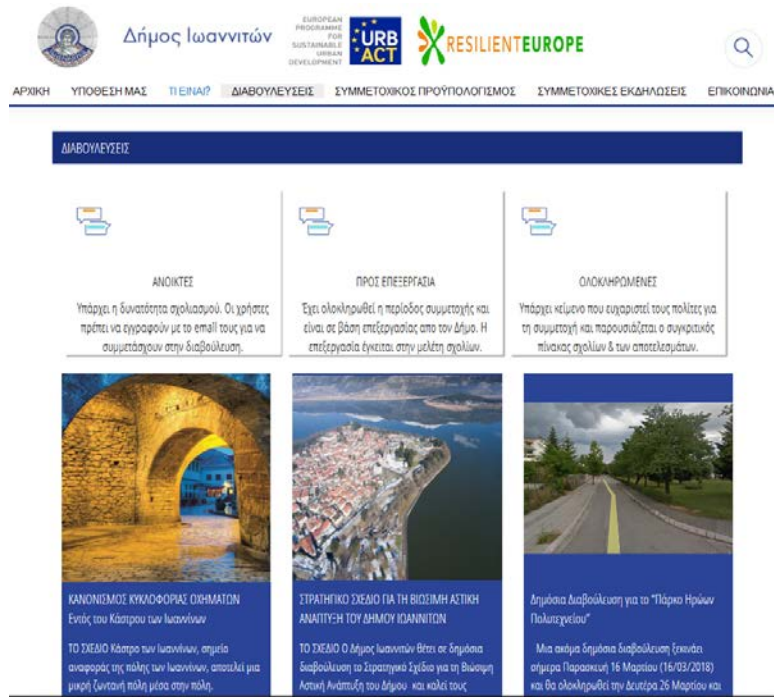 Δήμος Ιωαννιτών
EUROPEAN
PROGRAMME
FOR
SUSTAINABLE
URBAN
DEVELOPMENT
URB
ACT
RESILIENTEUROPE
ΑΡΧΙΚΗ ΥΠΟΘΕΣΗ ΜΑΣ ΤΙ ΕΙΝΑΙ? ΔΙΑΒΟΥΛΕΥΣΕΙΣ ΣΥΜΜΕΤΟΧΙΚΟΣ ΠΡΟΫΠΟΛΟΓΙΣΜΟΣ ΣΥΜΜΕΤΟΧΙΚΕΣ ΕΚΔΗΛΩΣΕΙΣ ΕΠΙΚΟΙΝΩΝΙΑ
ΔΙΑΒΟΥΛΕΥΣΕΙΣ
ΑΝΟΙΚΤΕΣ
Υπάρχει η δυνατότητα σχολιασμού. Οι χρήστες
πρέπει να εγγραφούν με το email τους για να
συμμετάσχουν στην διαβούλευση.
ΠΡΟΣ ΕΠΕΞΕΡΓΑΣΙΑ
Έχει ολοκληρωθεί η περίοδος συμμετοχής και
είναι σε βάση επεξεργασίας απο τον Δήμο. Η
επεξεργασία έγκειται στην μελέτη σχολίων.
ΟΛΟΚΛΗΡΩΜΕΝΕΣ
Υπάρχει κείμενο που ευχαριστεί τους πολίτες για
τη συμμετοχή και παρουσιάζεται ο συγκριτικός
πίνακας σχολίων & των αποτελεσμάτων.
ΚΑΝΟΝΙΣΜΟΣ ΚΥΚΛΟΦΟΡΙΑΣ ΟΧΗΜΑΤΩΝ
Εντός του Κάστρου των Ιωαννίνων
ΤΟ ΣΧΕΔΙΟ Κάστρο των Ιωαννίνων, σημείο
αναφοράς της πόλης των Ιωαννίνων, αποτελεί μια
μικρή ζωντανή πόλη μέσα στην πόλη.
ΣΤΡΑΤΗΓΙΚΟ ΣΧΕΔΙΟ ΓΙΑ ΤΗ ΒΙΩΣΙΜΗ ΑΣΤΙΚΗ
ΑΝΑΠΤΥΞΗ ΤΟΥ ΔΗΜΟΥ ΙΩΑΝΝΙΤΩΝ
ΤΟ ΣΧΕΔΙΟ Ο Δήμος Ιωαννιτών θέτει σε δημόσια
διαβούλευση το Στρατηγικό Σχέδιο για τη Βιώσιμη
Αστική Ανάπτυξη του Δήμου και καλεί τους
Δημόσια Διαβούλευση για το "Πάρκο Ηρώων
Πολυτεχνείου"
Μια ακόμα δημόσια διαβούλευση ξεκινάει
σήμερα Παρασκευή 16 Μαρτίου (16/03/2018)
και θα ολοκληρωθεί την Δευτέρα 26 Μαρτίου και